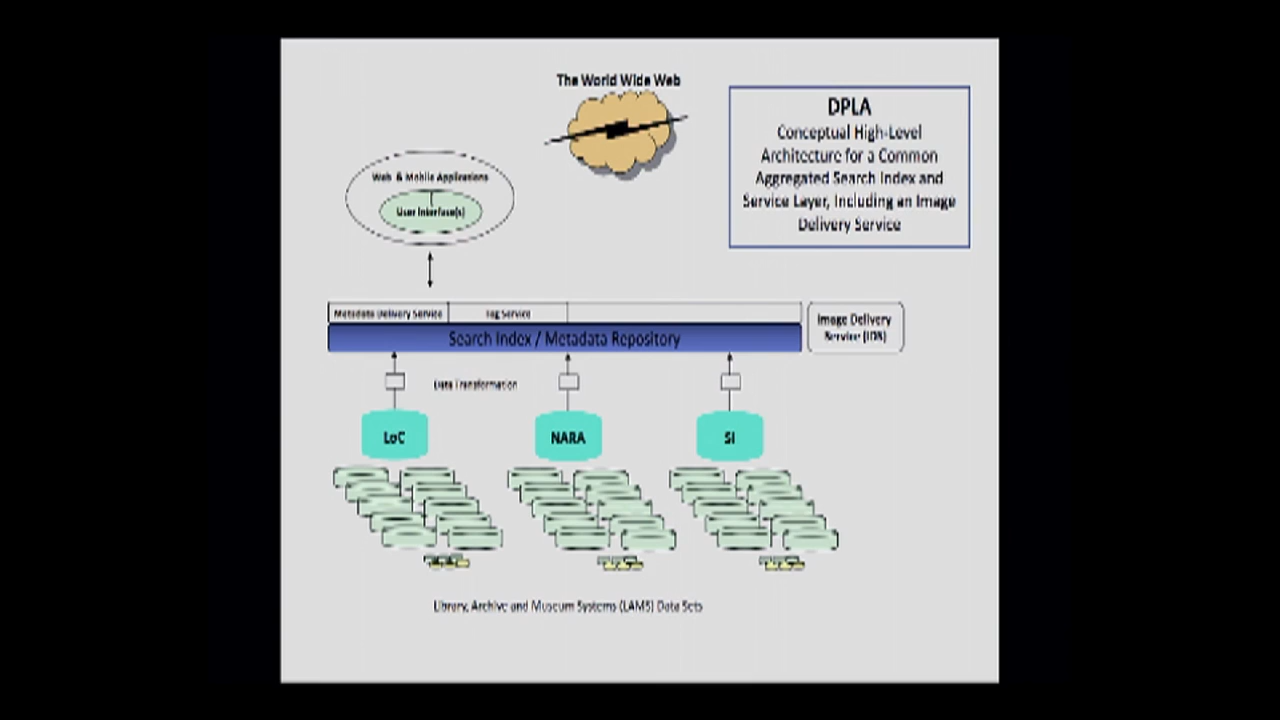 The World Wide Web
DPLA
Conceptual High-Level
Architecture for a Common
Aggregated Search Index and
Service Layer, Including an Image
Delivery Service
Web & Mobile Applications
User Interface(s)
Metadata Delivery Service
Tag Service
Search Index / Metadata Repository
Image Delivery
Service (IDS)
Data Transformation
LoC
NARA
SI
Library, Archive and Museum Systems (LAMS) Data Sets